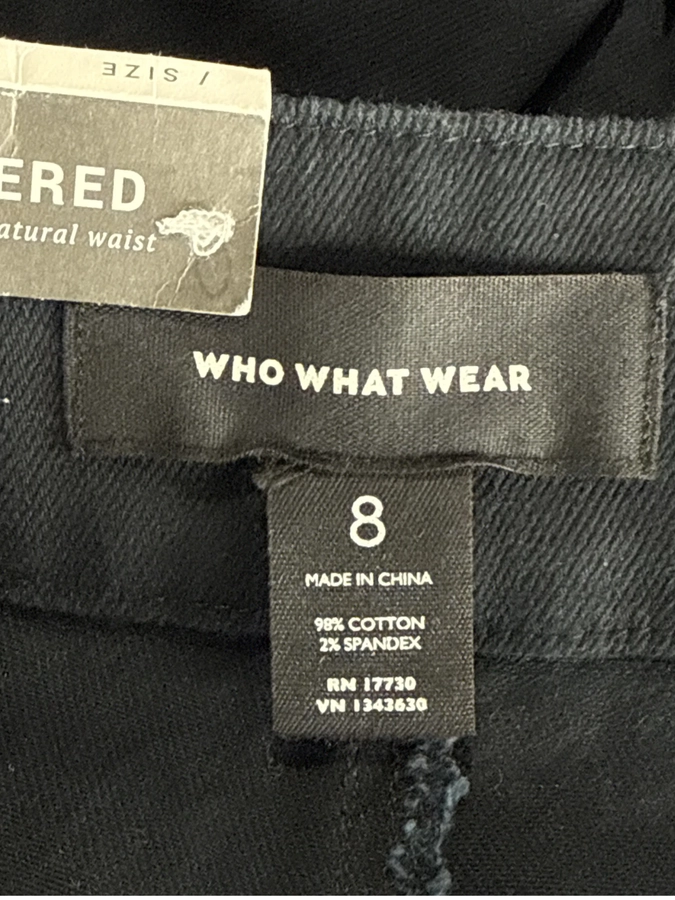 / SIZE
ERED
atural waist
WHO WHAT WEAR
8
MADE IN CHINA
98% COTTON
2% SPANDEX
RN 17730
VN 1343630